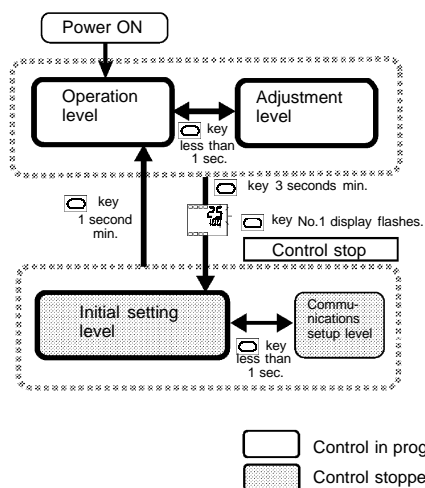 Power ON
Operation
level
Adjustment
level
key
less than
1 sec.
key
1 second
min.
key 3 seconds min.
key No.1 display flashes.
Control stop
Initial setting
level
Commu-
nications
setup level
key
less than
1 sec.
Control in prog
Control stoppe